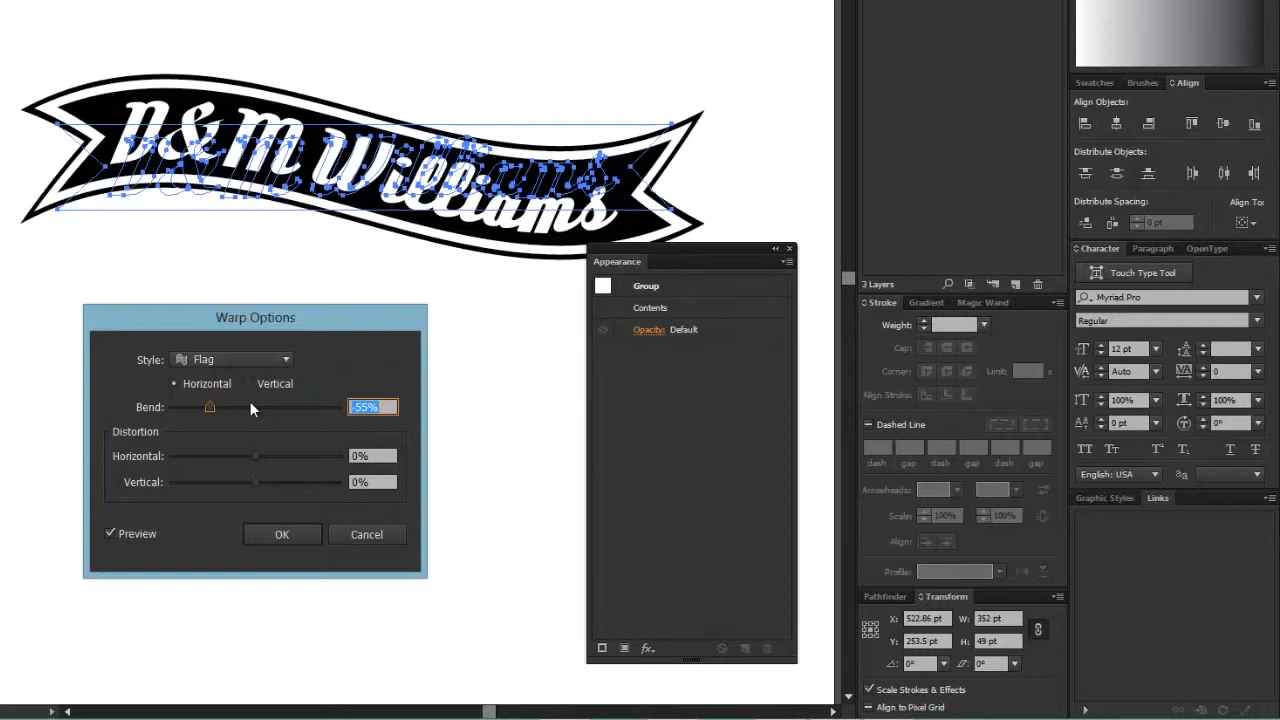 D&M Williams
Warp Options
Style: Flag
Horizontal Vertical
Bend: -55%
Distortion
Horizontal: 0%
Vertical: 0%
Preview OK Cancel
Appearance
Group
Contents
Opacity: Default
fx
3 Layers
Stroke Gradient Magic Wand
Weight:
Cap:
Corner: Limit: x
Align Stroke:
Dashed Line
dash gap dash gap dash gap
Arrowheads:
Scale: 100% 100%
Align:
Profile:
Pathfinder Transform
X: 522.86 pt W: 352 pt
Y: 253.5 pt H: 49 pt
0° 0°
Scale Strokes & Effects
Align to Pixel Grid
Swatches Brushes Align
Align Objects:
Distribute Objects:
Distribute Spacing: Align To:
0 pt
Character Paragraph OpenType
Touch Type Tool
Myriad Pro
Regular
12 pt
Auto 0
100% 100%
0 pt 0°
TT Tt T¹ T₁ T T
English: USA aa
Graphic Styles Links